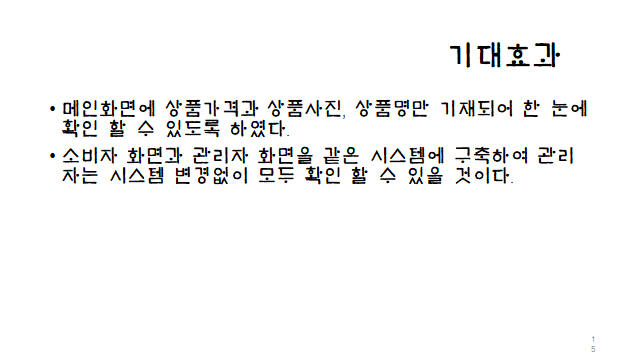 기대효과
• 메인화면에 상품가격과 상품사진, 상품명만 기재되어 한 눈에
확인 할 수 있도록 하였다.
• 소비자 화면과 관리자 화면을 같은 시스템에 구축하여 관리
자는 시스템 변경없이 모두 확인 할 수 있을 것이다.
1
5